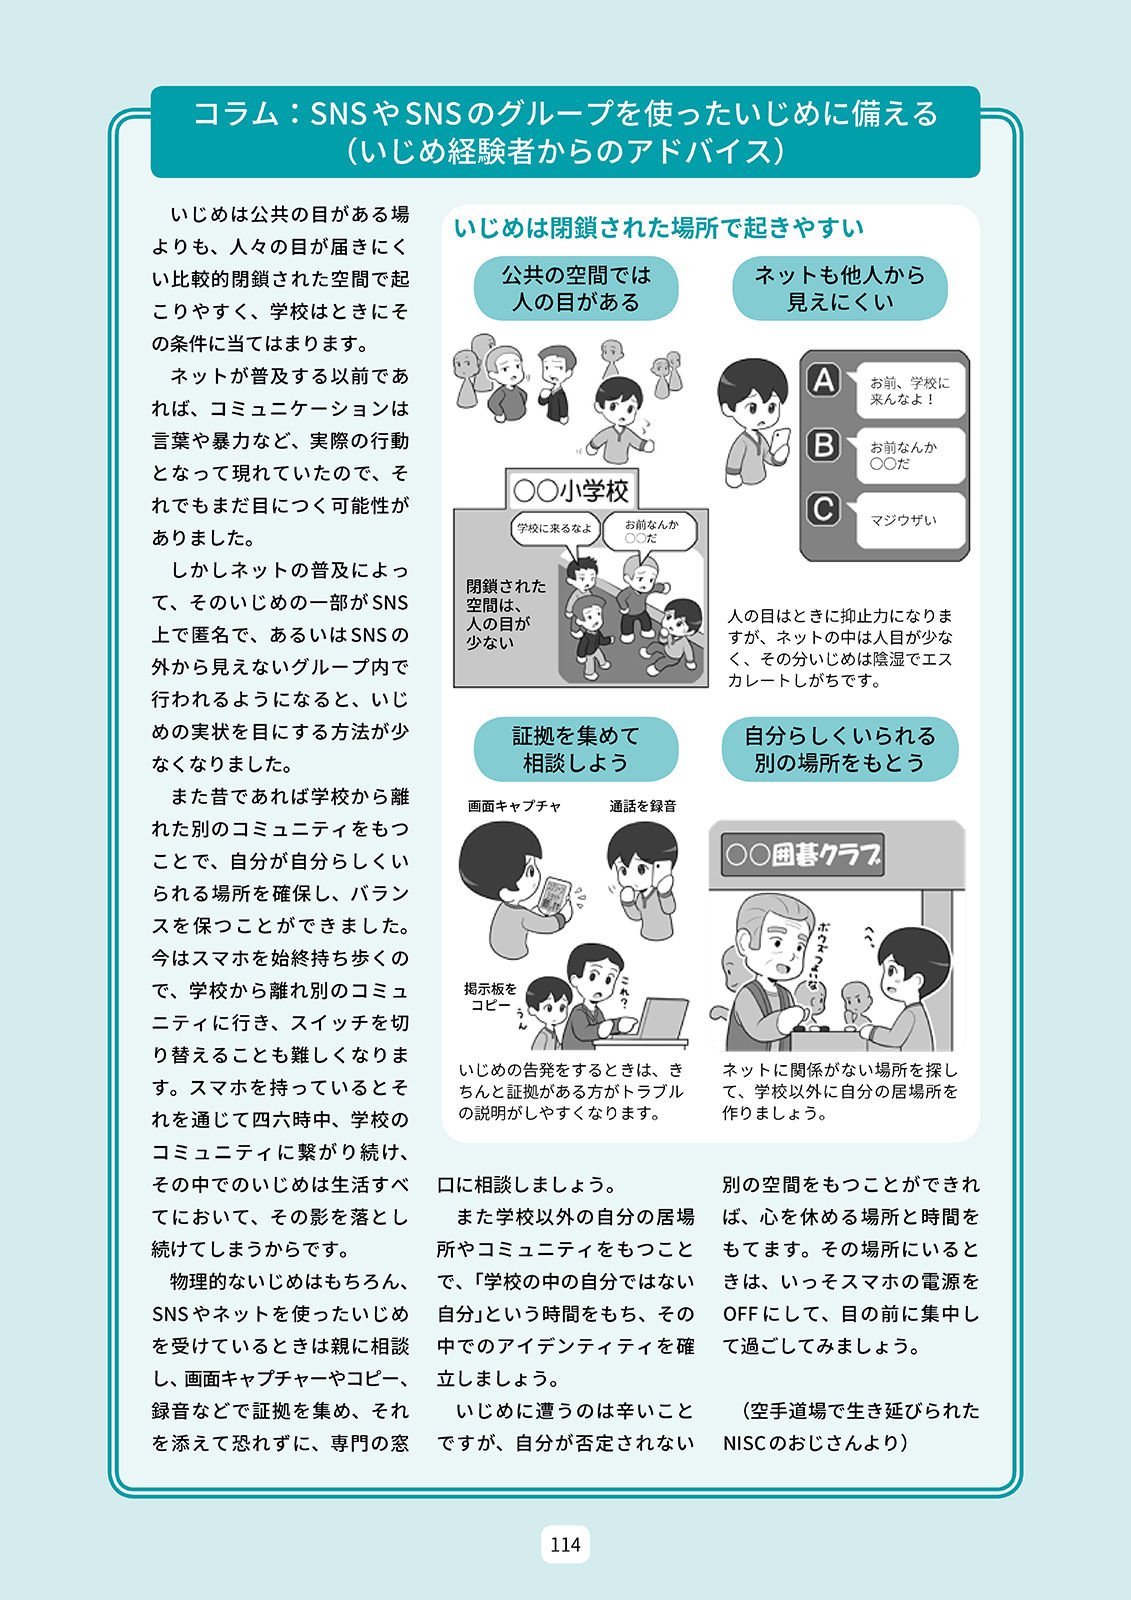 コラム：SNSやSNSのグループを使ったいじめに備える
（いじめ経験者からのアドバイス）
　いじめは公共の目がある場
よりも、人々の目が届きにく
い比較的閉鎖された空間で起
こりやすく、学校はときにそ
の条件に当てはまります。
　ネットが普及する以前であ
れば、コミュニケーションは
言葉や暴力など、実際の行動
となって現れていたので、そ
れでもまだ目につく可能性が
ありました。
　しかしネットの普及によっ
て、そのいじめの一部がSNS
上で匿名で、あるいはSNSの
外から見えないグループ内で
行われるようになると、いじ
めの実状を目にする方法が少
なくなりました。
　また昔であれば学校から離
れた別のコミュニティをもつ
ことで、自分が自分らしくい
られる場所を確保し、バラン
スを保つことができました。
今はスマホを始終持ち歩くの
で、学校から離れ別のコミュ
ニティに行き、スイッチを切
り替えることも難しくなりま
す。スマホを持っているとそ
れを通じて四六時中、学校の
コミュニティに繋がり続け、
その中でのいじめは生活すべ
てにおいて、その影を落とし
続けてしまうからです。
　物理的ないじめはもちろん、
SNSやネットを使ったいじめ
を受けているときは親に相談
し、画面キャプチャーやコピー、
録音などで証拠を集め、それ
を添えて恐れずに、専門の窓
口に相談しましょう。
　また学校以外の自分の居場
所やコミュニティをもつこと
で、「学校の中の自分ではない
自分」という時間をもち、その
中でのアイデンティティを確
立しましょう。
　いじめに遭うのは辛いこと
ですが、自分が否定されない
別の空間をもつことができれ
ば、心を休める場所と時間を
もてます。その場所にいると
きは、いっそスマホの電源を
OFFにして、目の前に集中し
て過ごしてみましょう。
（空手道場で生き延びられた
NISCのおじさんより）
いじめは閉鎖された場所で起きやすい
公共の空間では
人の目がある
〇〇小学校
学校に来るなよ
お前なんか
〇〇だ
閉鎖された
空間は、
人の目が
少ない
ネットも他人から
見えにくい
A
お前、学校に
来んなよ！
B
お前なんか
〇〇だ
C
マジウザい
人の目はときに抑止力になりま
すが、ネットの中は人目が少な
く、その分いじめは陰湿でエス
カレートしがちです。
証拠を集めて
相談しよう
画面キャプチャ
通話を録音
掲示板を
コピー
うん
これ？
いじめの告発をするときは、き
ちんと証拠がある方がトラブル
の説明がしやすくなります。
自分らしくいられる
別の場所をもとう
〇〇囲碁クラブ
ボウズつよいな
へへ
ネットに関係がない場所を探し
て、学校以外に自分の居場所を
作りましょう。
114